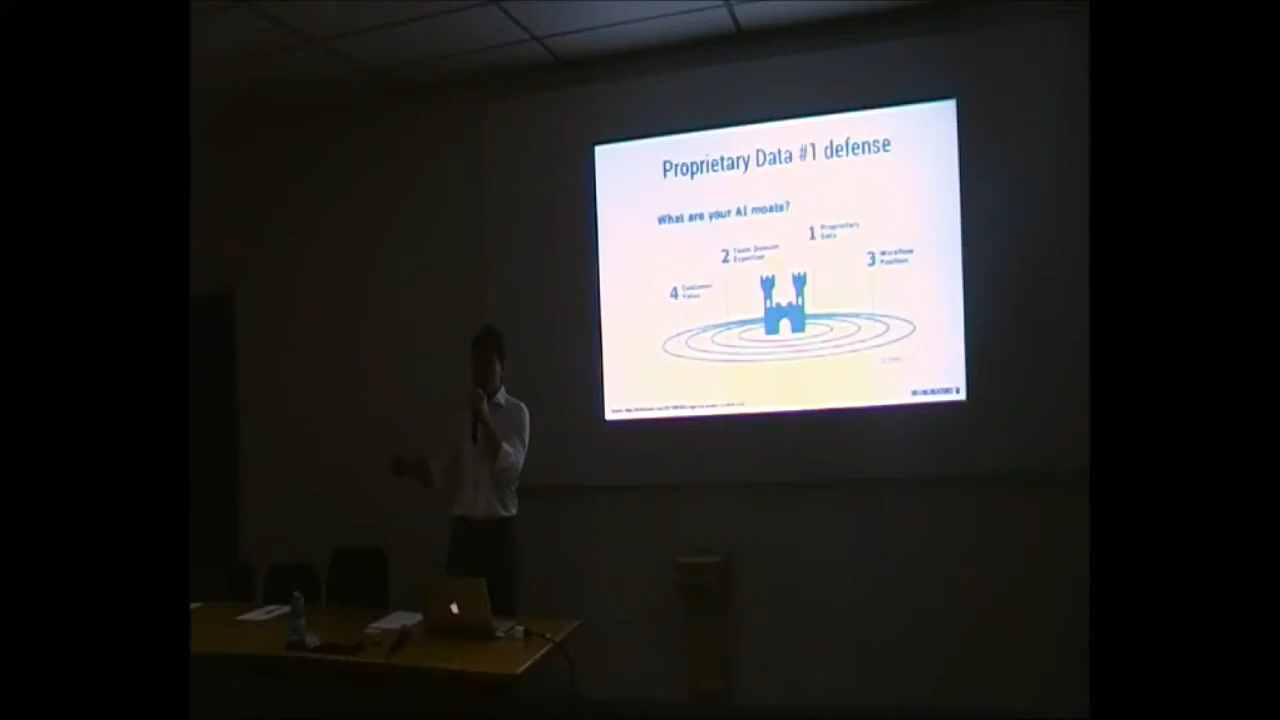 Proprietary Data #1 defense
What are your AI moats?
1 Proprietary
Data
2 Team Domain
Expertise
3 Workflow
Position
4 Customer